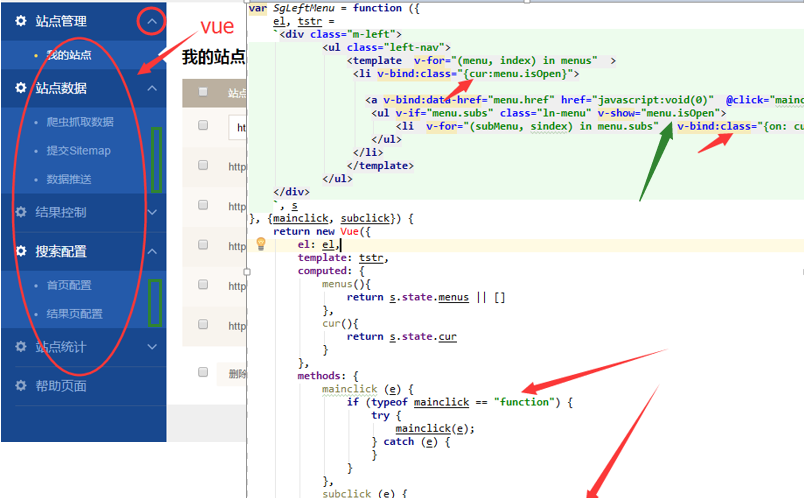 站点管理
我的站点
站点数据
爬虫抓取数据
提交Sitemap
数据推送
结果控制
搜索配置
首页配置
结果页配置
站点统计
帮助页面
vue
我的站点
站点
ht
http
http
http
http
http
删除
var SgLeftMenu = function ({
el, tstr =
`<div class="m-left">
<ul class="left-nav">
<template v-for="(menu, index) in menus" >
<li v-bind:class="{cur:menu.isOpen}">
<a v-bind:data-href="menu.href" href="javascript:void(0)" @click="mainc
<ul v-if="menu.subs" class="ln-menu" v-show="menu.isOpen">
<li v-for="(subMenu, sindex) in menu.subs" v-bind:class="{on: cu
</ul>
</li>
</template>
</ul>
</div>
`, s
}, {mainclick, subclick}) {
return new Vue({
el: el,
template: tstr,
computed: {
menus(){
return s.state.menus || []
},
cur(){
return s.state.cur
}
},
methods: {
mainclick (e) {
if (typeof mainclick == "function") {
try {
mainclick(e);
} catch (e) {
}
}
},
subclick (e) {